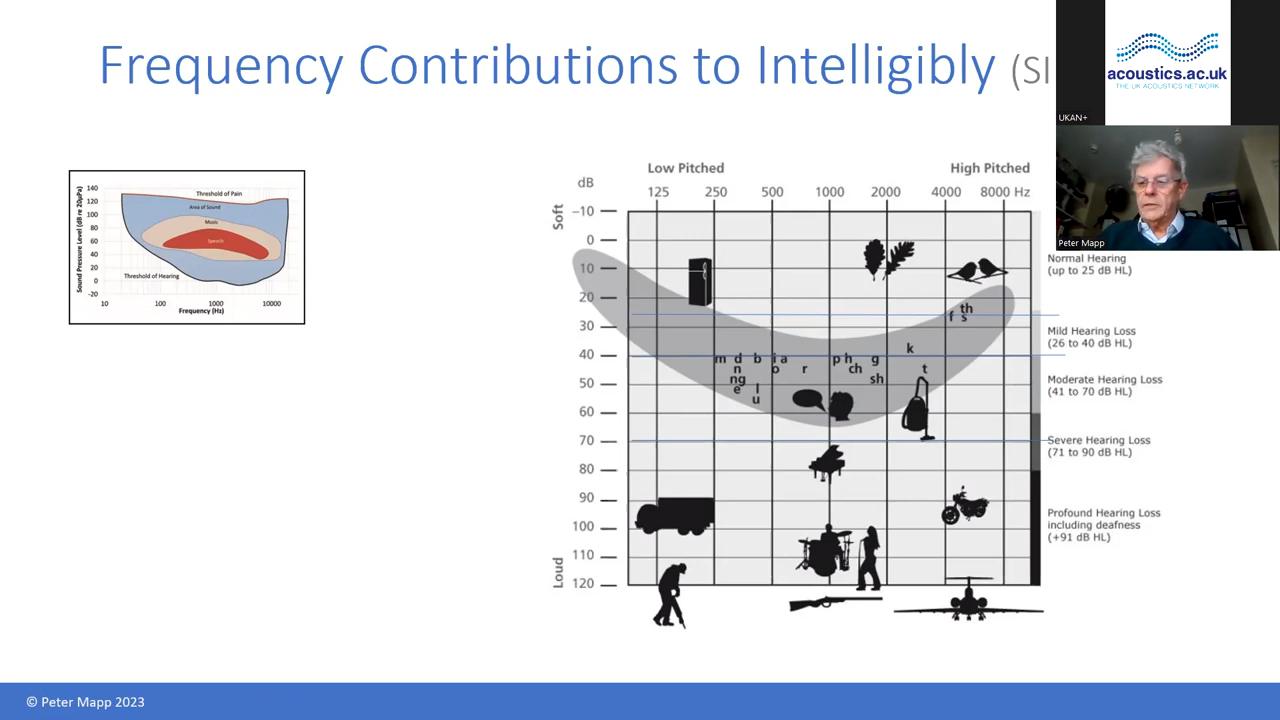 Frequency Contributions to Intelligibly (SI
acoustics.ac.uk
THE UK ACOUSTICS NETWORK
UKAN+
Peter Mapp
Sound Pressure Level (dB re 20µPa)
140
120
100
80
60
40
20
0
-20
Threshold of Pain
Area of Sound
Music
Speech
Threshold of Hearing
10
100
1000
10000
Frequency (Hz)
Low Pitched
High Pitched
dB
125 250 500 1000 2000 4000 8000 Hz
Soft
Loud
-10
0
10
20
30
40
50
60
70
80
90
100
110
120
th
f s
k
m d b i a p h g
n o r ch t
ng sh
e l
u
Normal Hearing
(up to 25 dB HL)
Mild Hearing Loss
(26 to 40 dB HL)
Moderate Hearing Loss
(41 to 70 dB HL)
Severe Hearing Loss
(71 to 90 dB HL)
Profound Hearing Loss
including deafness
(+91 dB HL)
© Peter Mapp 2023